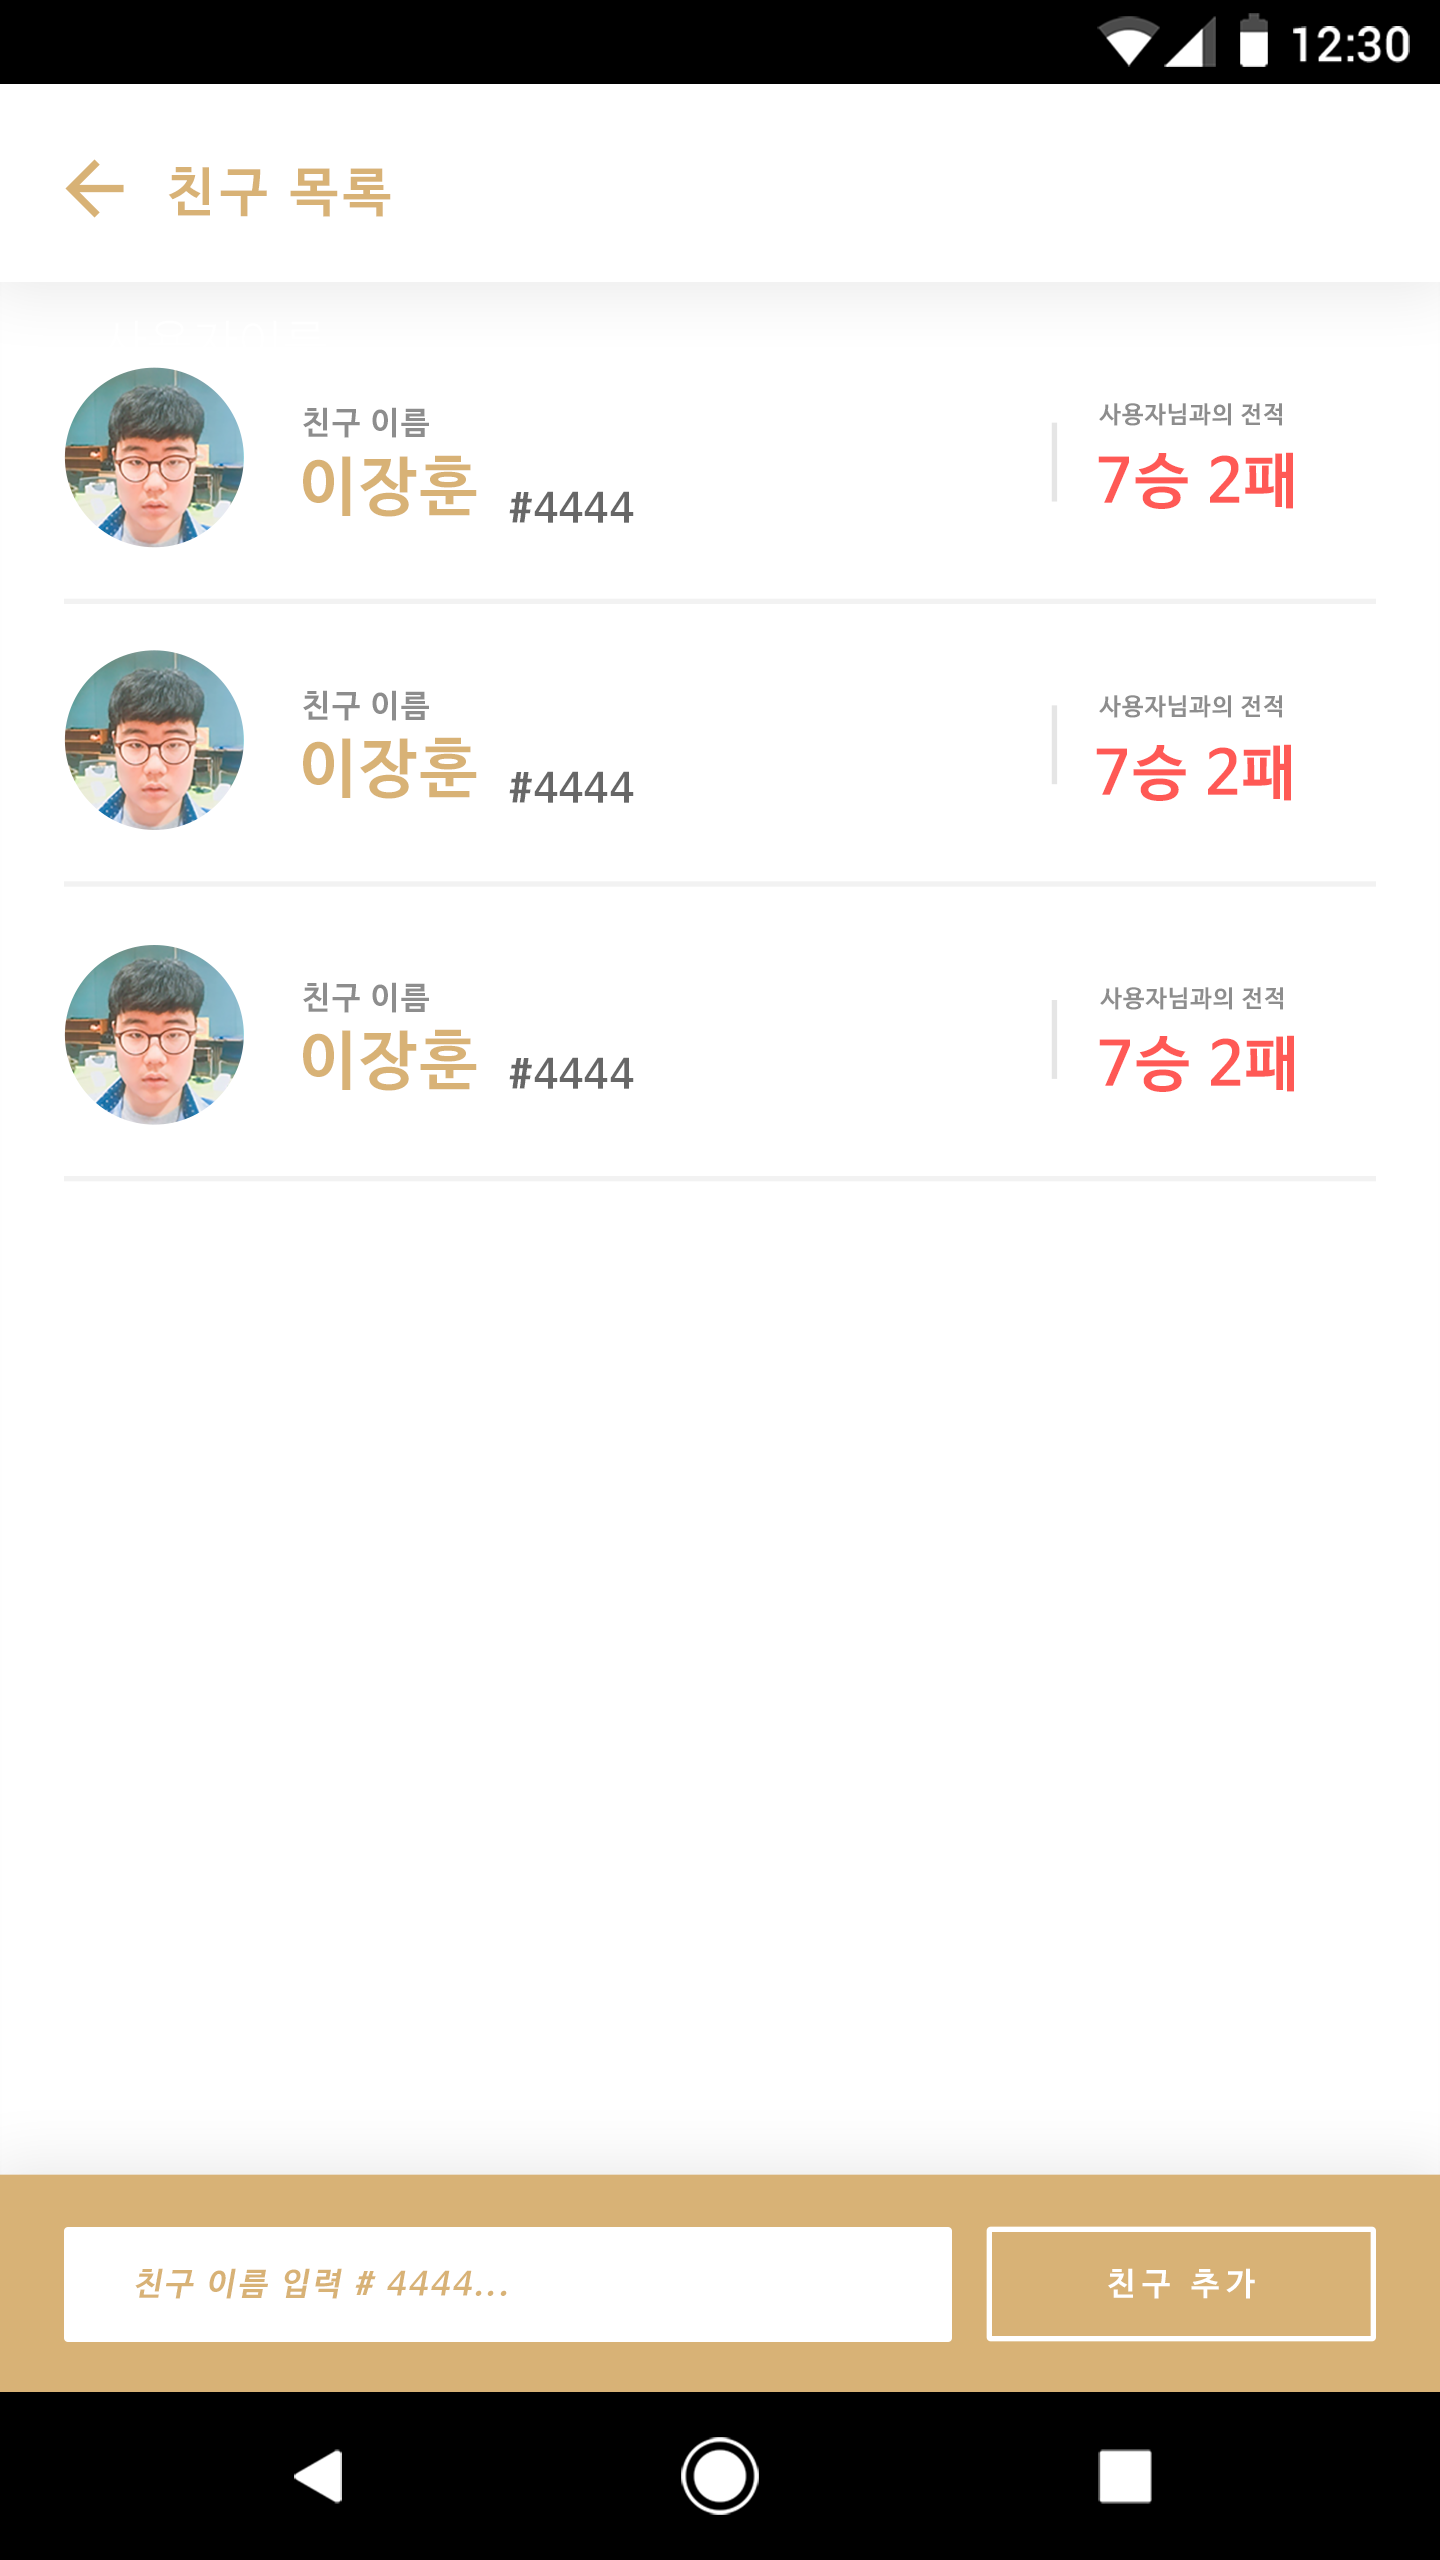 12:30
친구 목록
친구 이름
이장훈 #4444
사용자님과의 전적
7승 2패
친구 이름
이장훈 #4444
사용자님과의 전적
7승 2패
친구 이름
이장훈 #4444
사용자님과의 전적
7승 2패
친구 이름 입력 # 4444...
친구 추가